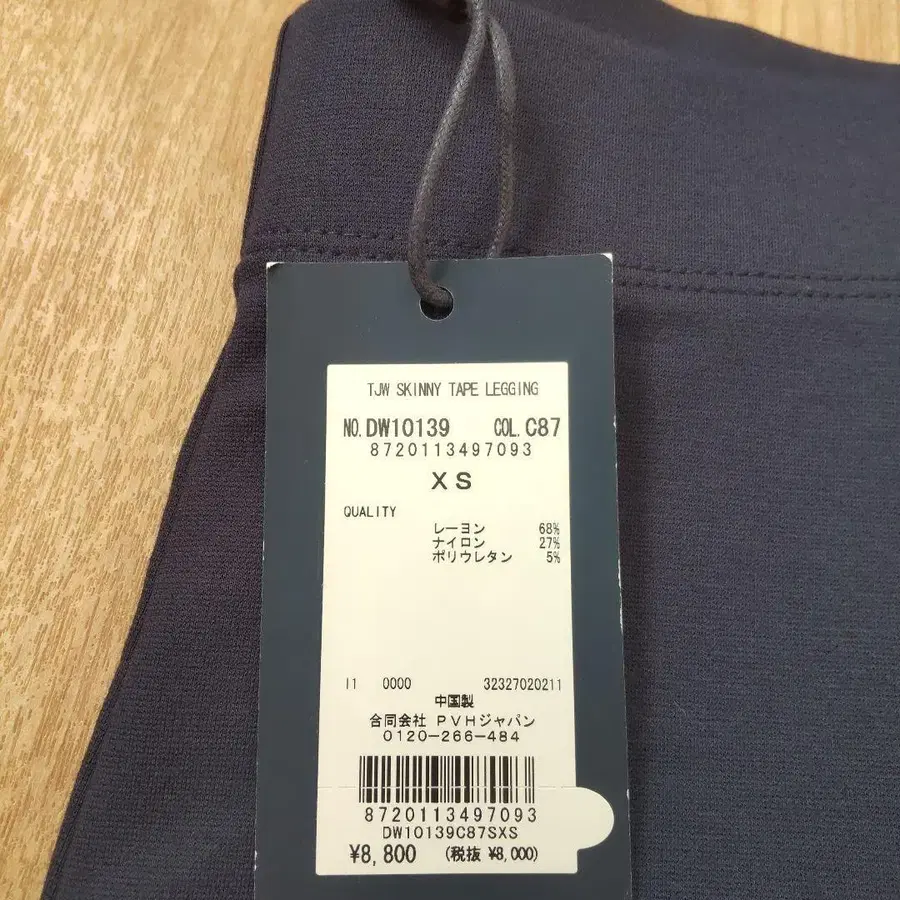 TJW SKINNY TAPE LEGGING
NO. DW10139 COL. C87
8720113497093
XS
QUALITY
レーヨン 68%
ナイロン 27%
ポリウレタン 5%
I1 0000 32327020211
中国製
合同会社 PVHジャパン
0120-266-484
8720113497093
DW10139C87SXS
¥8,800 (税抜 ¥8,000)